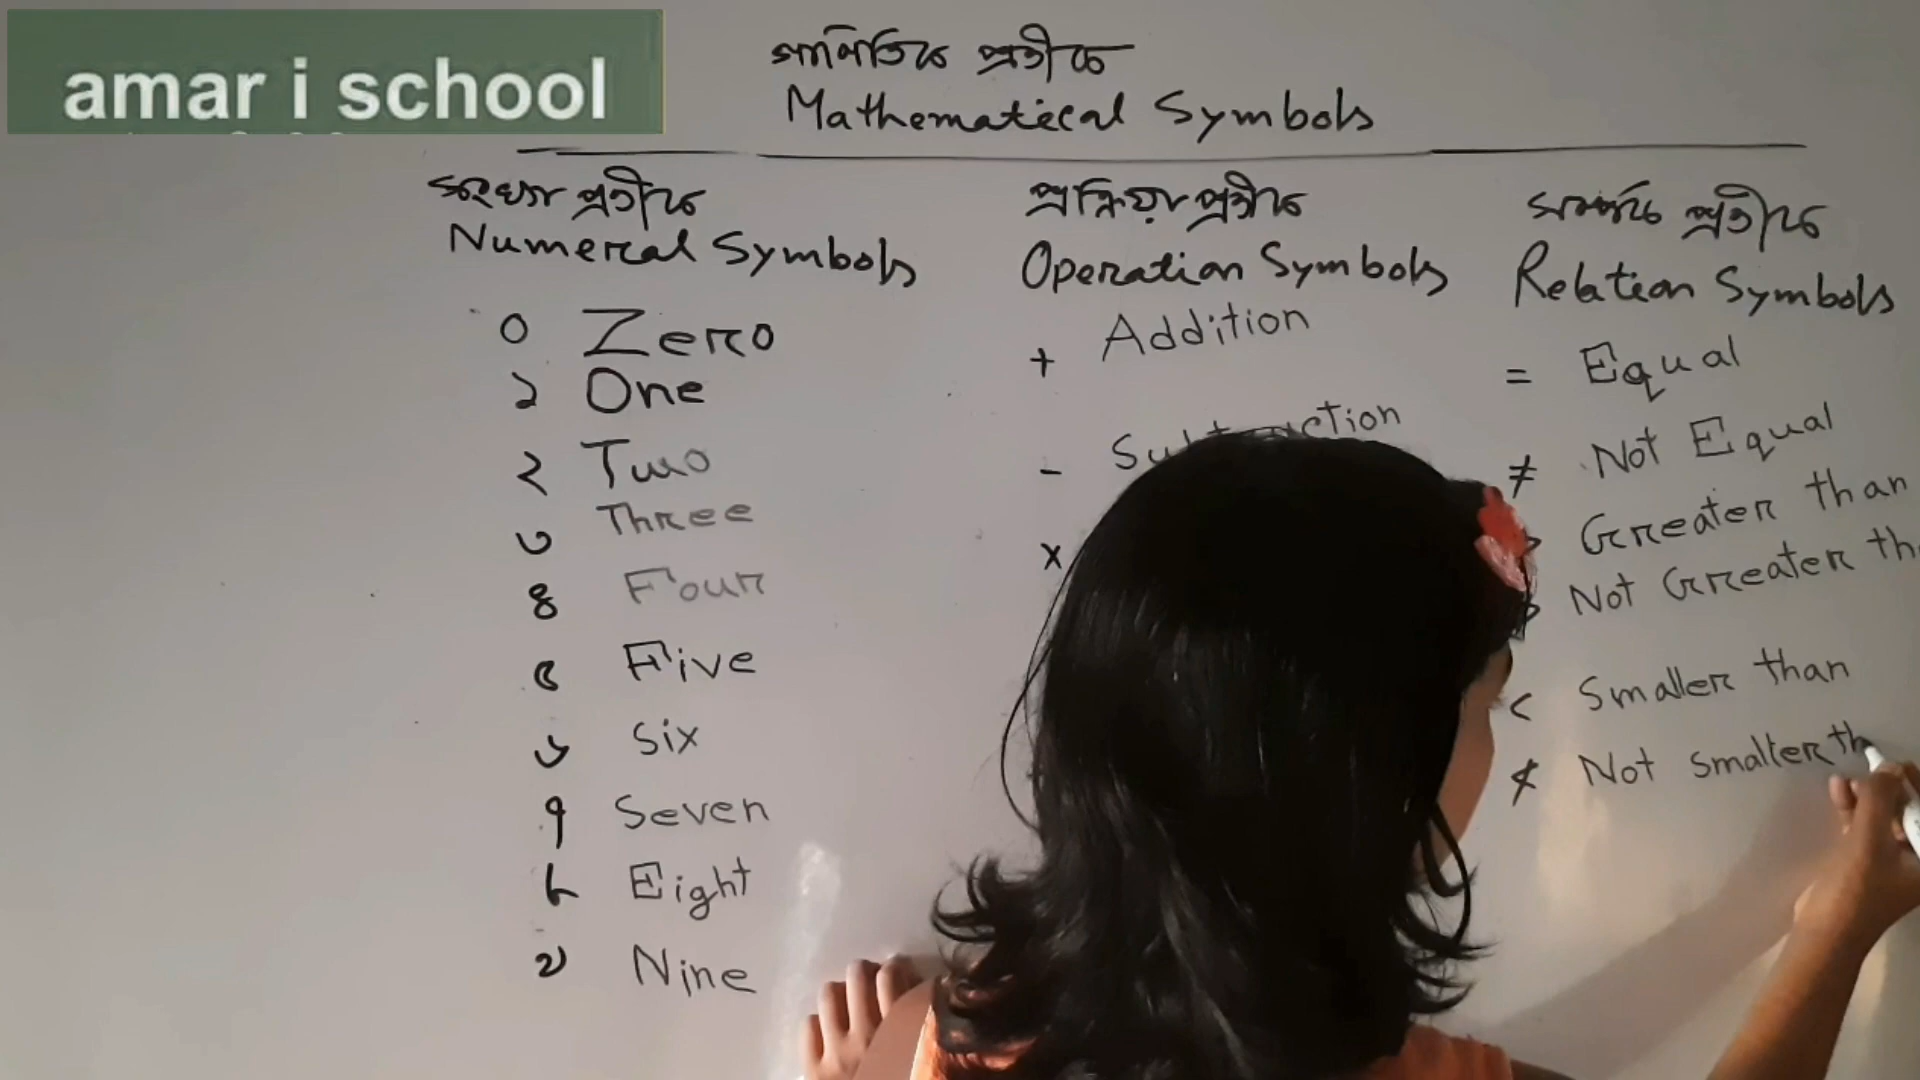 amar i school
গাণিতিক প্রতীক
Mathematical Symbols
সংখ্যা প্রতীক
Numeral Symbols
0 Zero
১ One
২ Two
৩ Three
৪ Four
৫ Five
৬ Six
৭ Seven
৮ Eight
৯ Nine
প্রক্রিয়া প্রতীক
Operation Symbols
+ Addition
-
x
সম্পর্ক প্রতীক
Relation Symbols
= Equal
≠ Not Equal
Greater than
Not Greater
< Smaller than
≮ Not smaller th